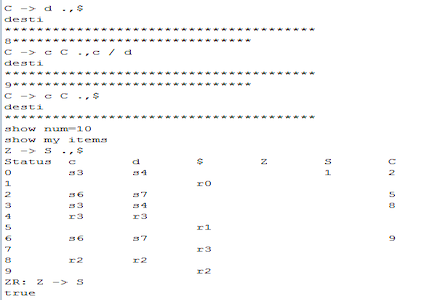 C -> d .,$
desti
****************************************
8*******************************
C -> c C .,c / d
desti
****************************************
9*******************************
C -> c C .,$
desti
****************************************
show num=10
show my items
Z -> S .,$
Status c d $ Z S C
0 s3 s4 1 2
1 r0
2 s6 s7 5
3 s3 s4 8
4 r3 r3
5 r1
6 s6 s7 9
7 r3
8 r2 r2
9 r2
ZR: Z -> S
true